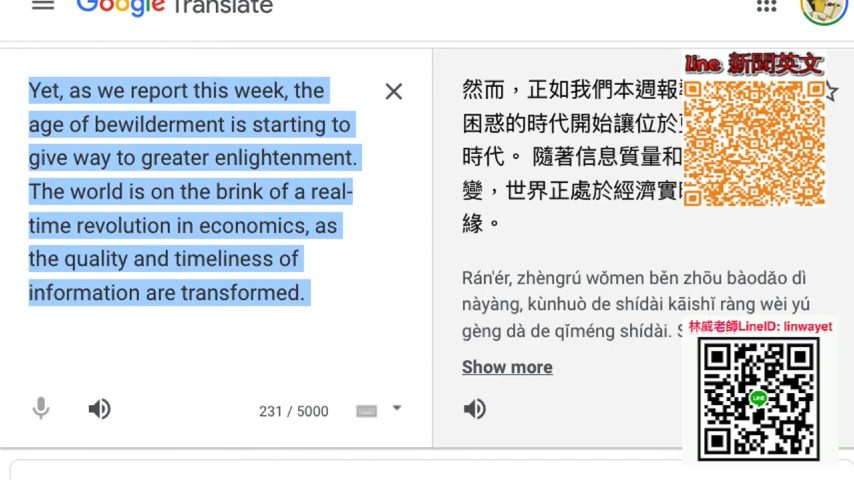 Google Translate
line 新聞英文
Yet, as we report this week, the
age of bewilderment is starting to
give way to greater enlightenment.
The world is on the brink of a real-
time revolution in economics, as
the quality and timeliness of
information are transformed.
231 / 5000
然而,正如我們本週報
困惑的時代開始讓位於
時代。 隨著信息質量和
變,世界正處於經濟實
緣。
Rán'ér, zhèngrú wǒmen běn zhōu bàodǎo dì
nàyàng, kùnhuò de shídài kāishǐ ràng wèi yú
gèng dà de qǐméng shídài.
Show more
林威老師LineID: linwayet
LINE